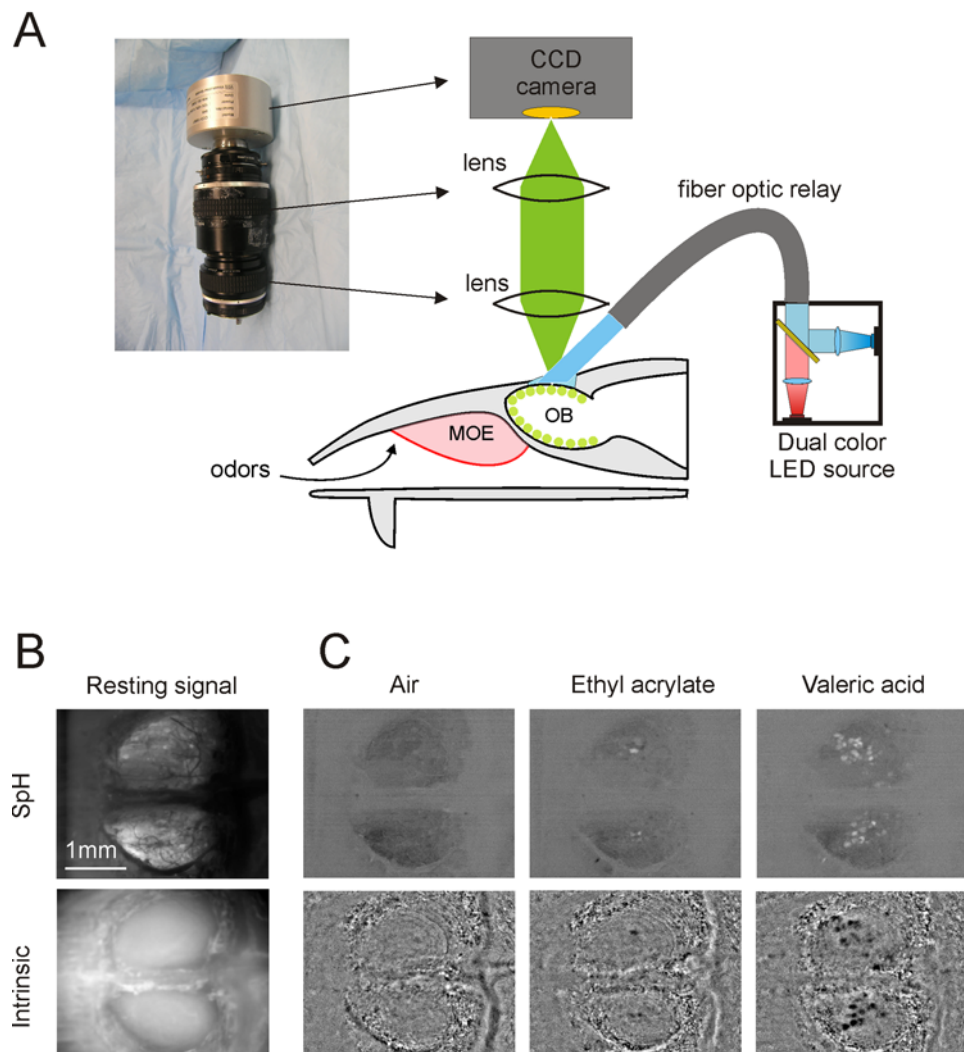 A
CCD
camera
lens
fiber optic relay
lens
OB
MOE
odors
Dual color
LED source
B
C
Resting signal
Air
Ethyl acrylate
Valeric acid
SpH
1mm
Intrinsic